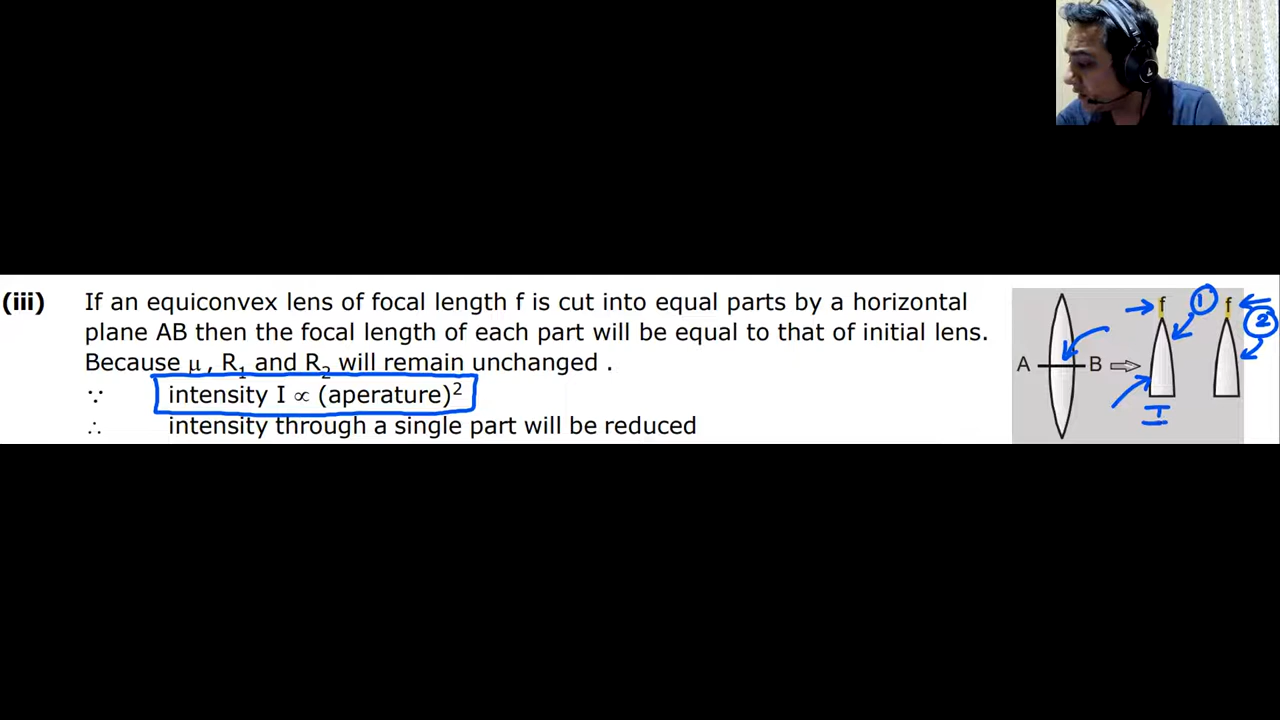 (iii) If an equiconvex lens of focal length f is cut into equal parts by a horizontal
plane AB then the focal length of each part will be equal to that of initial lens.
Because μ , R₁ and R₂ will remain unchanged .
∵ intensity I ∝ (aperature)²
∴ intensity through a single part will be reduced
A B ⇒
f f
1
2
I